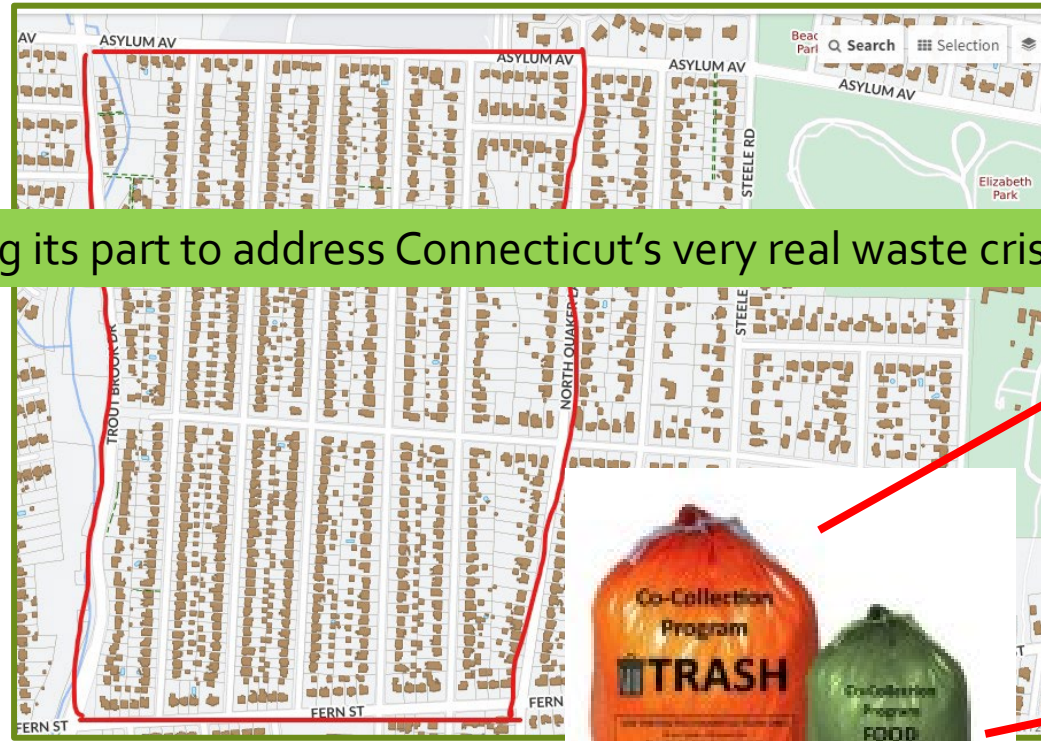 AV
ASYLUM AV
ASYLUM AV
ASYLUM AV
ASYLUM AV
Search
Selection
STEELE RD
Elizabeth
Park
g its part to address Connecticut's very real waste cris
TROUT BROOK DR
NORTH QUAKER
STEELE
FERN ST
FERN ST
FERN
Co-Collection
Program
TRASH
Co-Collection
Program
FOOD